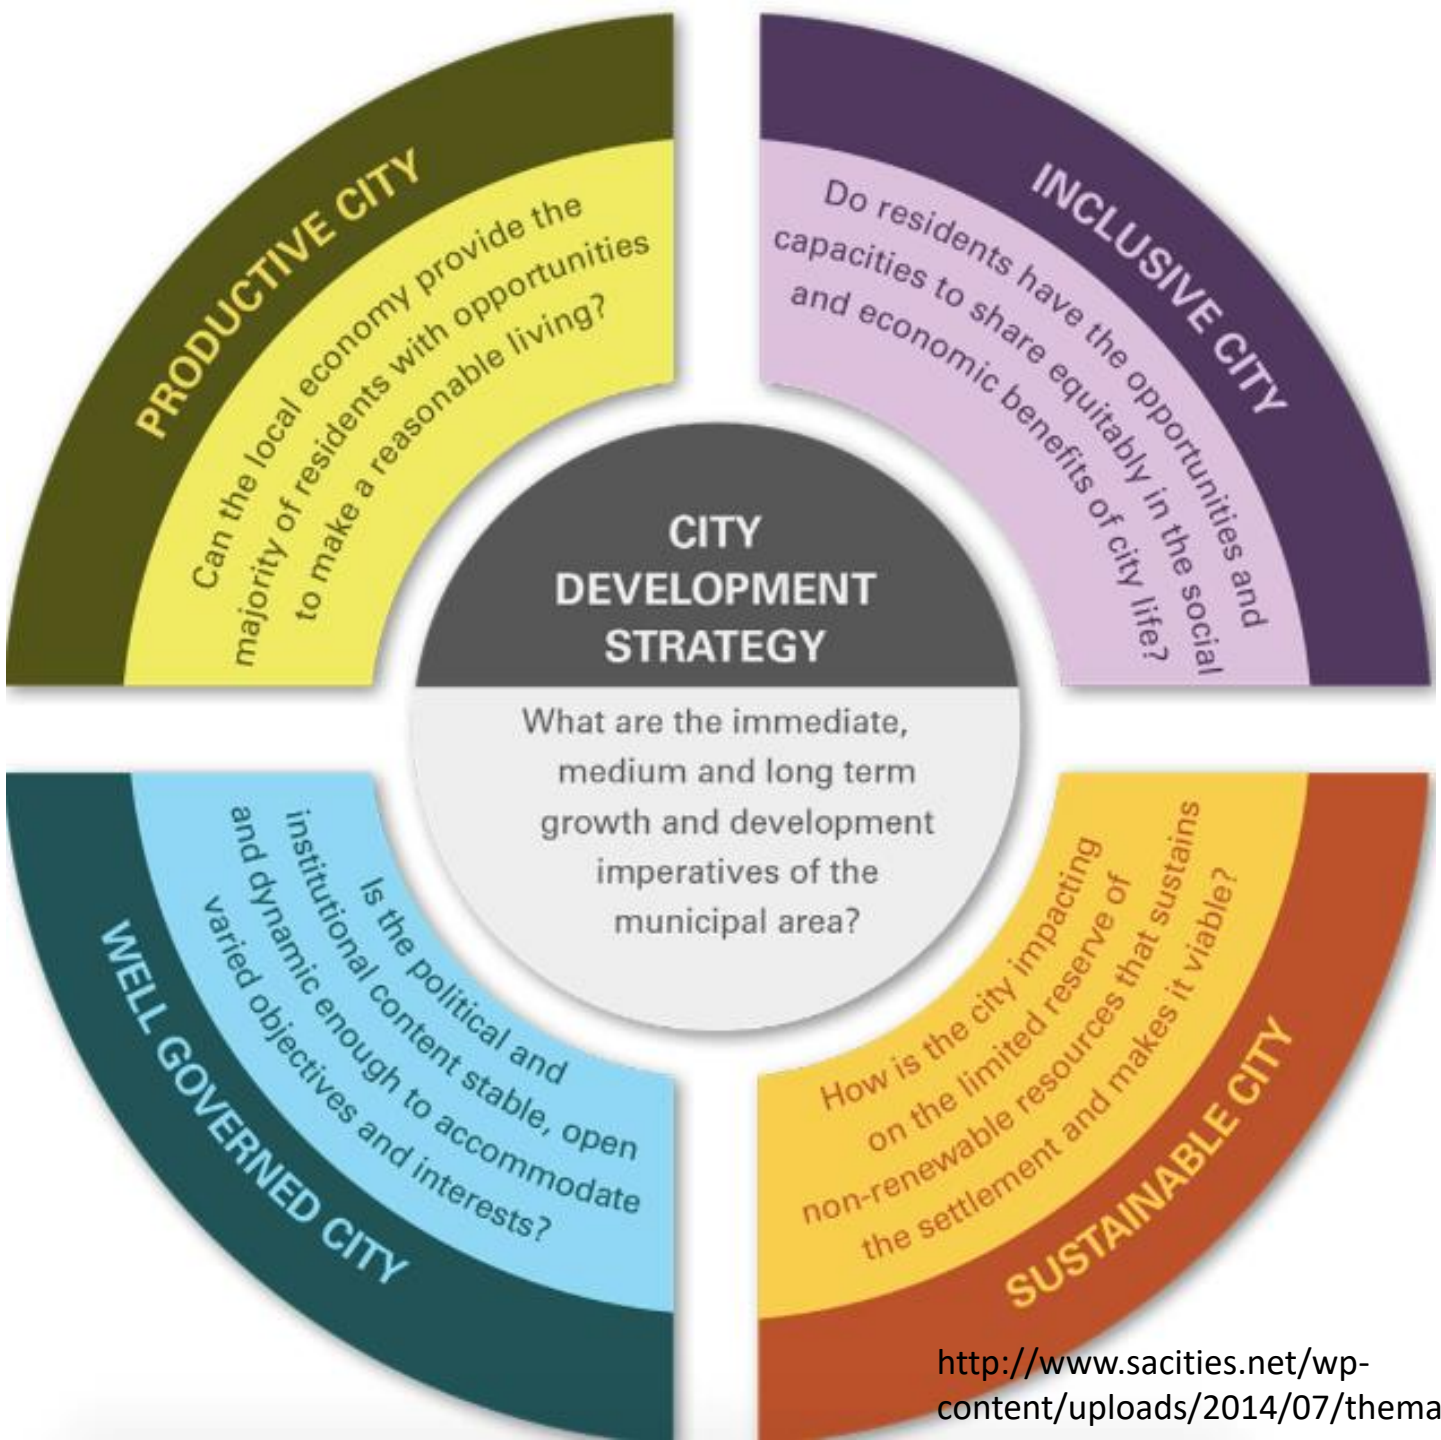 PRODUCTIVE CITY
Can the local economy provide the
majority of residents with opportunities
to make a reasonable living?
INCLUSIVE CITY
Do residents have the opportunities and
capacities to share equitably in the social
and economic benefits of city life?
CITY
DEVELOPMENT
STRATEGY
What are the immediate,
medium and long term
growth and development
imperatives of the
municipal area?
WELL GOVERNED CITY
Is the political and
institutional content stable, open
and dynamic enough to accommodate
varied objectives and interests?
How is the city impacting
on the limited reserve of
non-renewable resources that sustains
the settlement and makes it viable?
SUSTAINABLE CITY
http://www.sacities.net/wp-
content/uploads/2014/07/thema